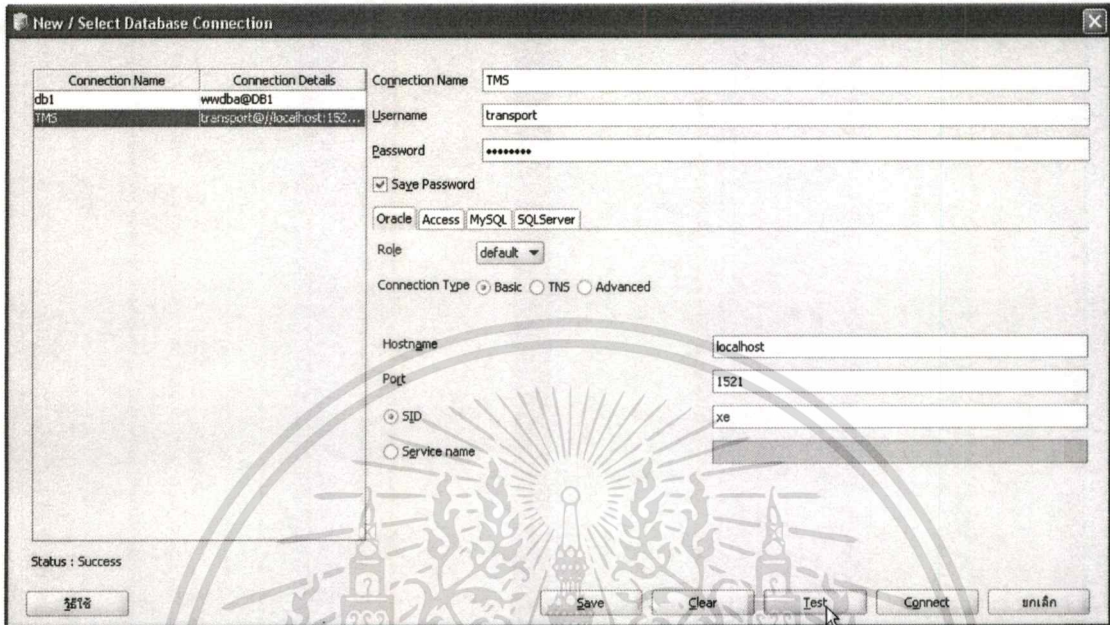 New / Select Database Connection
Connection Name Connection Details
db1 wwdba@DB1
TMS transport@//localhost:152...
Connection Name TMS
Username transport
Password ••••••••
Save Password
Oracle Access MySQL SQLServer
Role default
Connection Type Basic TNS Advanced
Hostname localhost
Port 1521
SID xe
Service name
Status : Success
วิธีใช้ Save Clear Test Connect ยกเลิก